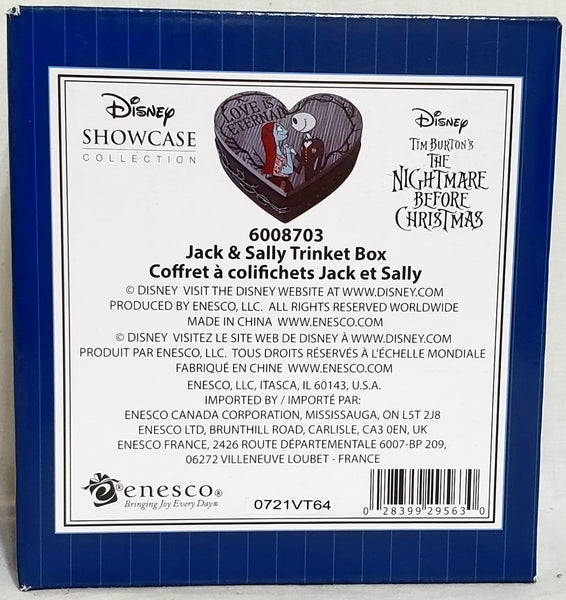 Disney
SHOWCASE
COLLECTION
LOVE IS
ETERNAL
Disney
TIM BURTON'S
THE
NIGHTMARE
BEFORE
CHRISTMAS
6008703
Jack & Sally Trinket Box
Coffret à colifichets Jack et Sally
© DISNEY VISIT THE DISNEY WEBSITE AT WWW.DISNEY.COM
PRODUCED BY ENESCO, LLC. ALL RIGHTS RESERVED WORLDWIDE
MADE IN CHINA WWW.ENESCO.COM
© DISNEY VISITEZ LE SITE WEB DE DISNEY À WWW.DISNEY.COM
PRODUIT PAR ENESCO, LLC. TOUS DROITS RÉSERVÉS À L'ÉCHELLE MONDIALE
FABRIQUÉ EN CHINE WWW.ENESCO.COM
ENESCO, LLC, ITASCA, IL 60143, U.S.A.
IMPORTED BY / IMPORTÉ PAR:
ENESCO CANADA CORPORATION, MISSISSAUGA, ON L5T 2J8
ENESCO LTD, BRUNTHILL ROAD, CARLISLE, CA3 0EN, UK
ENESCO FRANCE, 2426 ROUTE DÉPARTEMENTALE 6007-BP 209,
06272 VILLENEUVE LOUBET - FRANCE
enesco®
Bringing Joy Every Day®
0721VT64
0 28399 29563 0